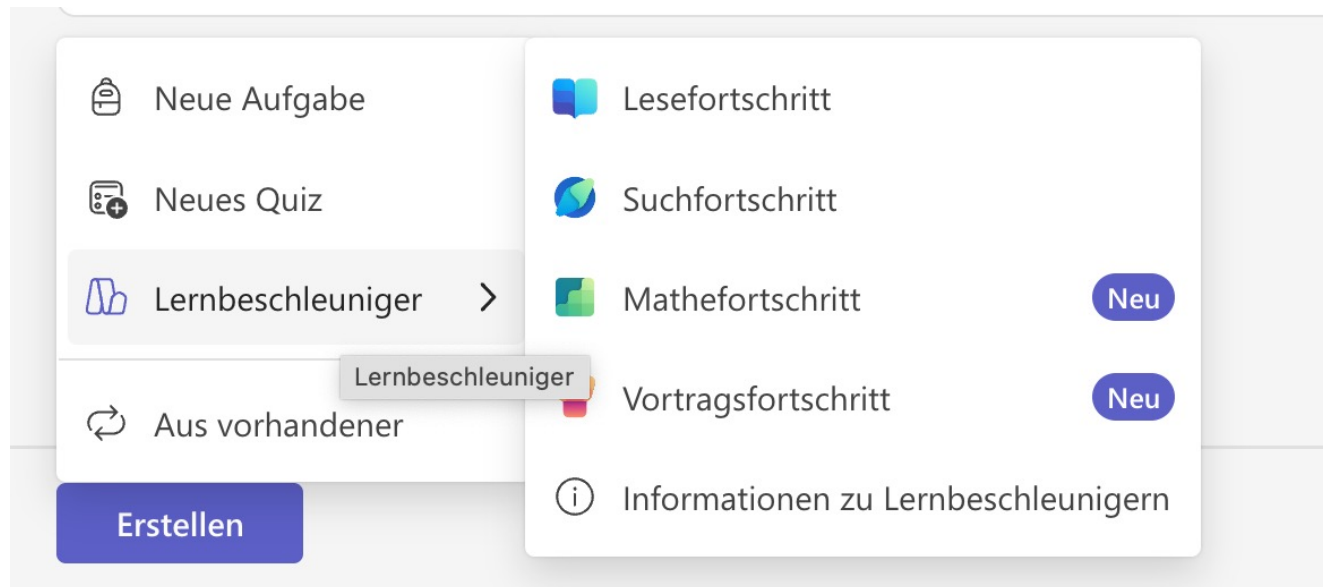 Neue Aufgabe
Neues Quiz
Lernbeschleuniger
Lernbeschleuniger
Aus vorhandener
Erstellen
Lesefortschritt
Suchfortschritt
Mathefortschritt Neu
Vortragsfortschritt Neu
Informationen zu Lernbeschleunigern